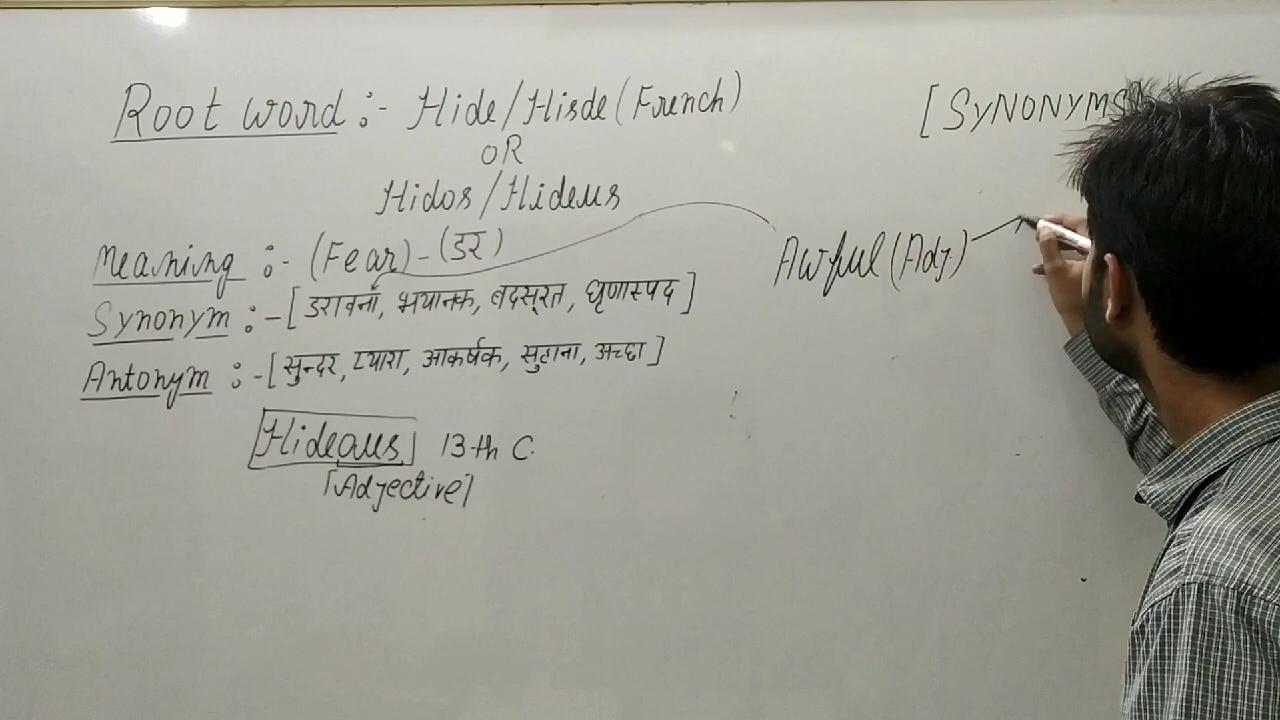 Root word :- Hide/Hisde (French)
OR
Hidos/Hideus
Meaning :- (Fear) - (डर)
Synonym :- [डरावना, भयानक, बदसूरत, घृणास्पद]
Antonym :- [सुन्दर, प्यारा, आकर्षक, सुहाना, अच्छा]
Hideous 13th C.
[Adjective]
[SYNONYMS]
Awful (Adj.)